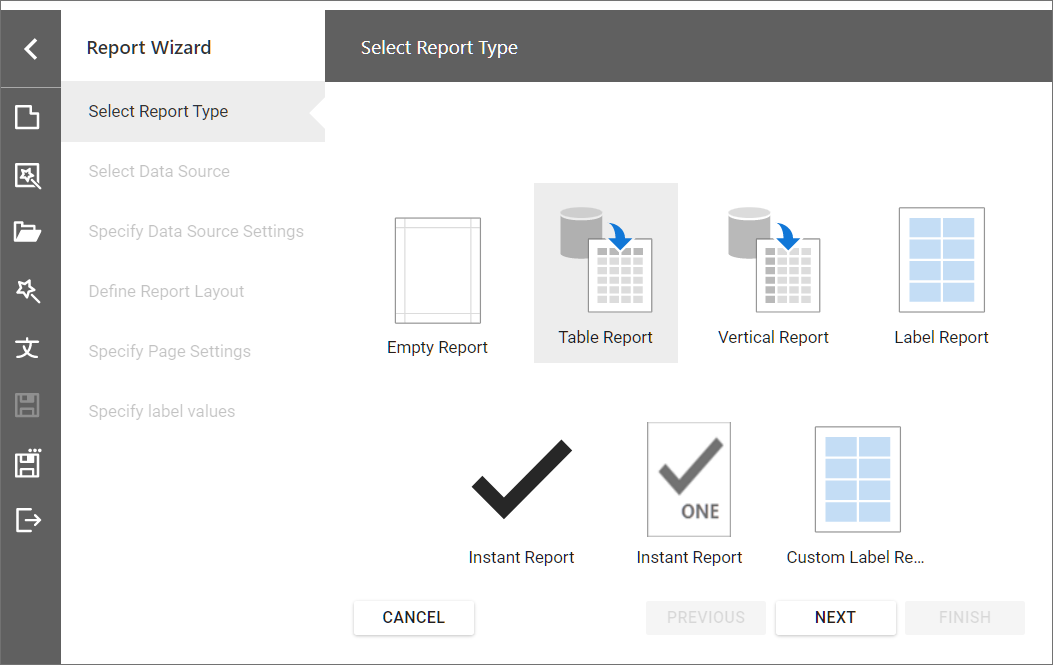 Report Wizard
Select Report Type
Select Report Type
Select Data Source
Specify Data Source Settings
Define Report Layout
Specify Page Settings
Specify label values
文
Empty Report
Table Report
Vertical Report
Label Report
ONE
Instant Report
Instant Report
Custom Label Re...
CANCEL
PREVIOUS
NEXT
FINISH